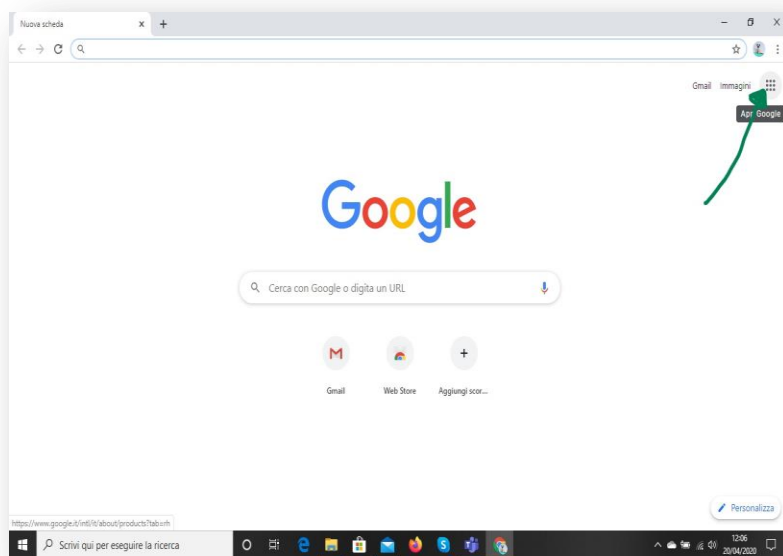 Nuova scheda
Gmail Immagini
Google
Google
Cerca con Google o digita un URL
Gmail Web Store Aggiungi scor...
Personalizza
https://www.google.it/intl/it/about/products?tab=rh
Scrivi qui per eseguire la ricerca
12:06
20/04/2020